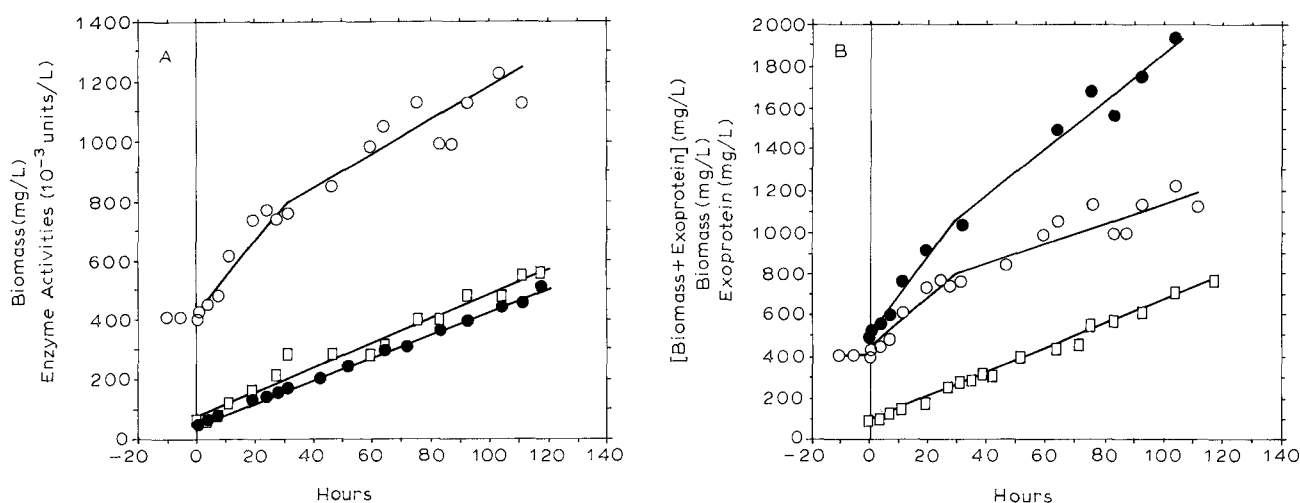 Biomass (mg/L)
Enzyme Activities (10⁻³ units/L)
1400
1200
1000
800
600
400
200
0
A
-20 0 20 40 60 80 100 120 140
Hours
[Biomass+Exoprotein] (mg/L)
Biomass (mg/L)
Exoprotein (mg/L)
2000
1800
1600
1400
1200
1000
800
600
400
200
0
B
-20 0 20 40 60 80 100 120 140
Hours